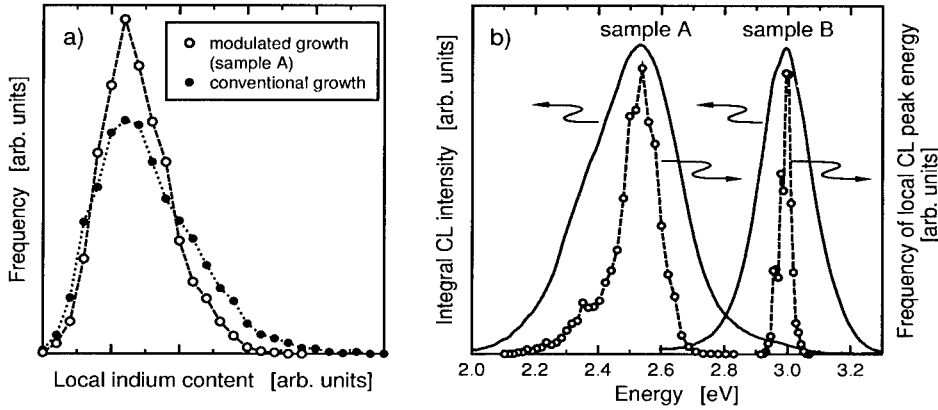 a)
modulated growth
(sample A)
conventional growth
Frequency [arb. units]
Local indium content [arb. units]
b)
sample A
sample B
Integral CL intensity [arb. units]
Frequency of local CL peak energy
[arb. units]
2.0 2.2 2.4 2.6 2.8 3.0 3.2
Energy [eV]